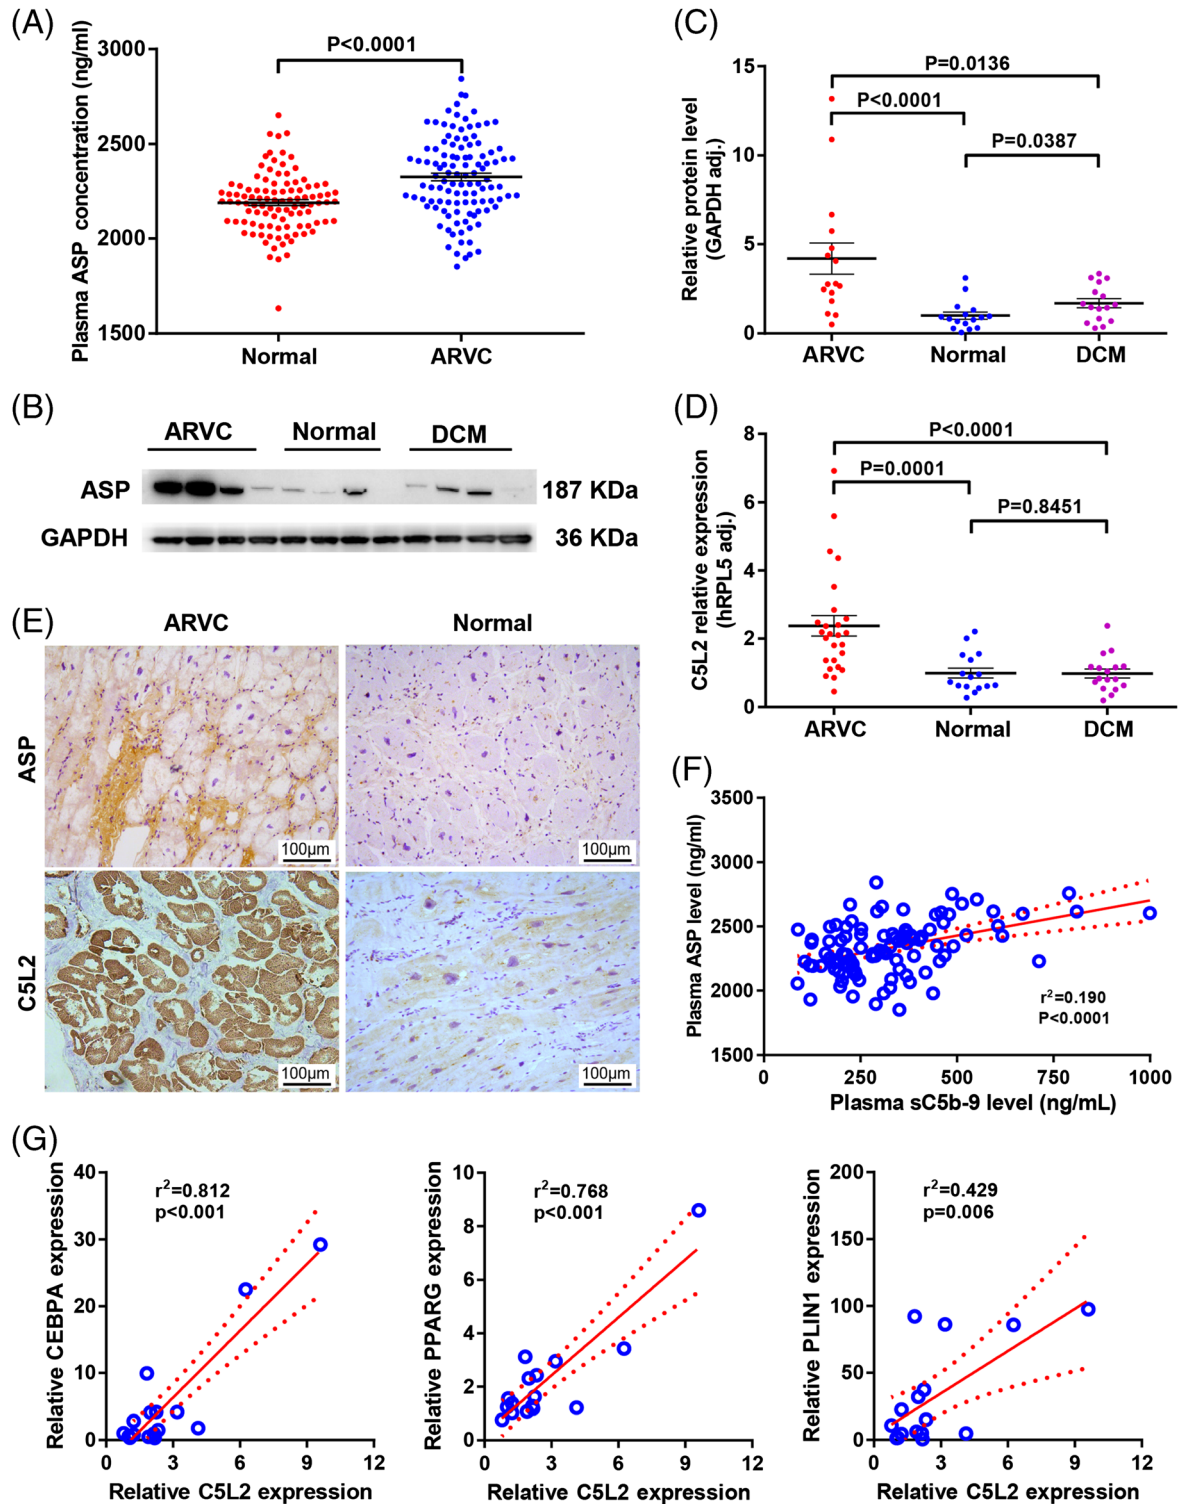 (A)
Plasma ASP concentration (ng/ml)
3000
2500
2000
1500
P<0.0001
Normal
ARVC
(C)
Relative protein level
(GAPDH adj.)
15
10
5
0
P=0.0136
P<0.0001
P=0.0387
ARVC
Normal
DCM
(B)
ARVC
Normal
DCM
ASP
187 KDa
GAPDH
36 KDa
(D)
C5L2 relative expression
(hRPL5 adj.)
8
6
4
2
0
P<0.0001
P=0.0001
P=0.8451
ARVC
Normal
DCM
(E)
ARVC
Normal
ASP
100μm
100μm
C5L2
100μm
100μm
(F)
Plasma ASP level (ng/ml)
3500
3000
2500
2000
1500
r²=0.190
P<0.0001
0
250
500
750
1000
Plasma sC5b-9 level (ng/mL)
(G)
Relative CEBPA expression
40
30
20
10
0
r²=0.812
p<0.001
0
3
6
9
12
Relative C5L2 expression
Relative PPARG expression
10
8
6
4
2
0
r²=0.768
p<0.001
0
3
6
9
12
Relative C5L2 expression
Relative PLIN1 expression
200
150
100
50
0
r²=0.429
p=0.006
0
3
6
9
12
Relative C5L2 expression